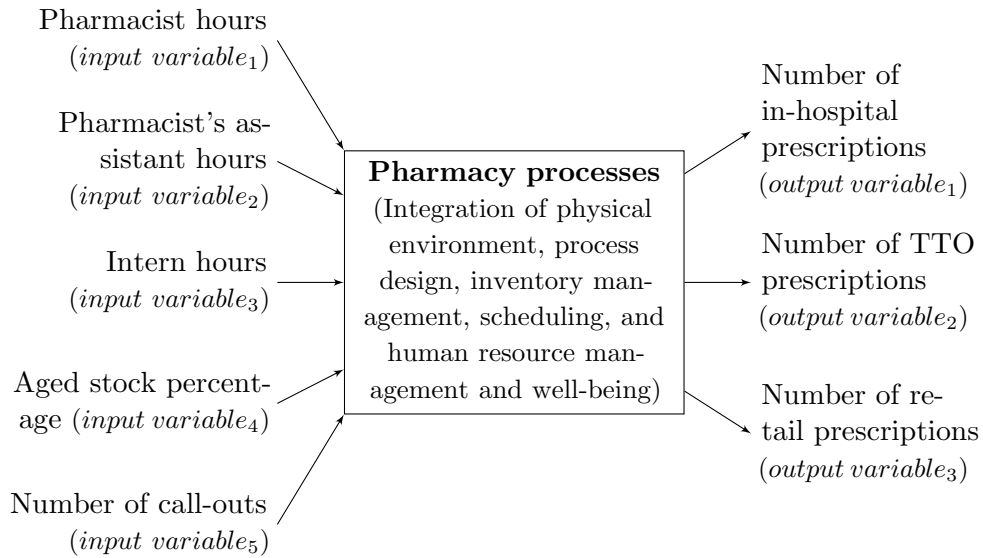 Pharmacist hours
(input variable₁)
Pharmacist's as-
sistant hours
(input variable₂)
Intern hours
(input variable₃)
Aged stock percent-
age (input variable₄)
Number of call-outs
(input variable₅)
Pharmacy processes
(Integration of physical
environment, process
design, inventory man-
agement, scheduling, and
human resource man-
agement and well-being)
Number of
in-hospital
prescriptions
(output variable₁)
Number of TTO
prescriptions
(output variable₂)
Number of re-
tail prescriptions
(output variable₃)